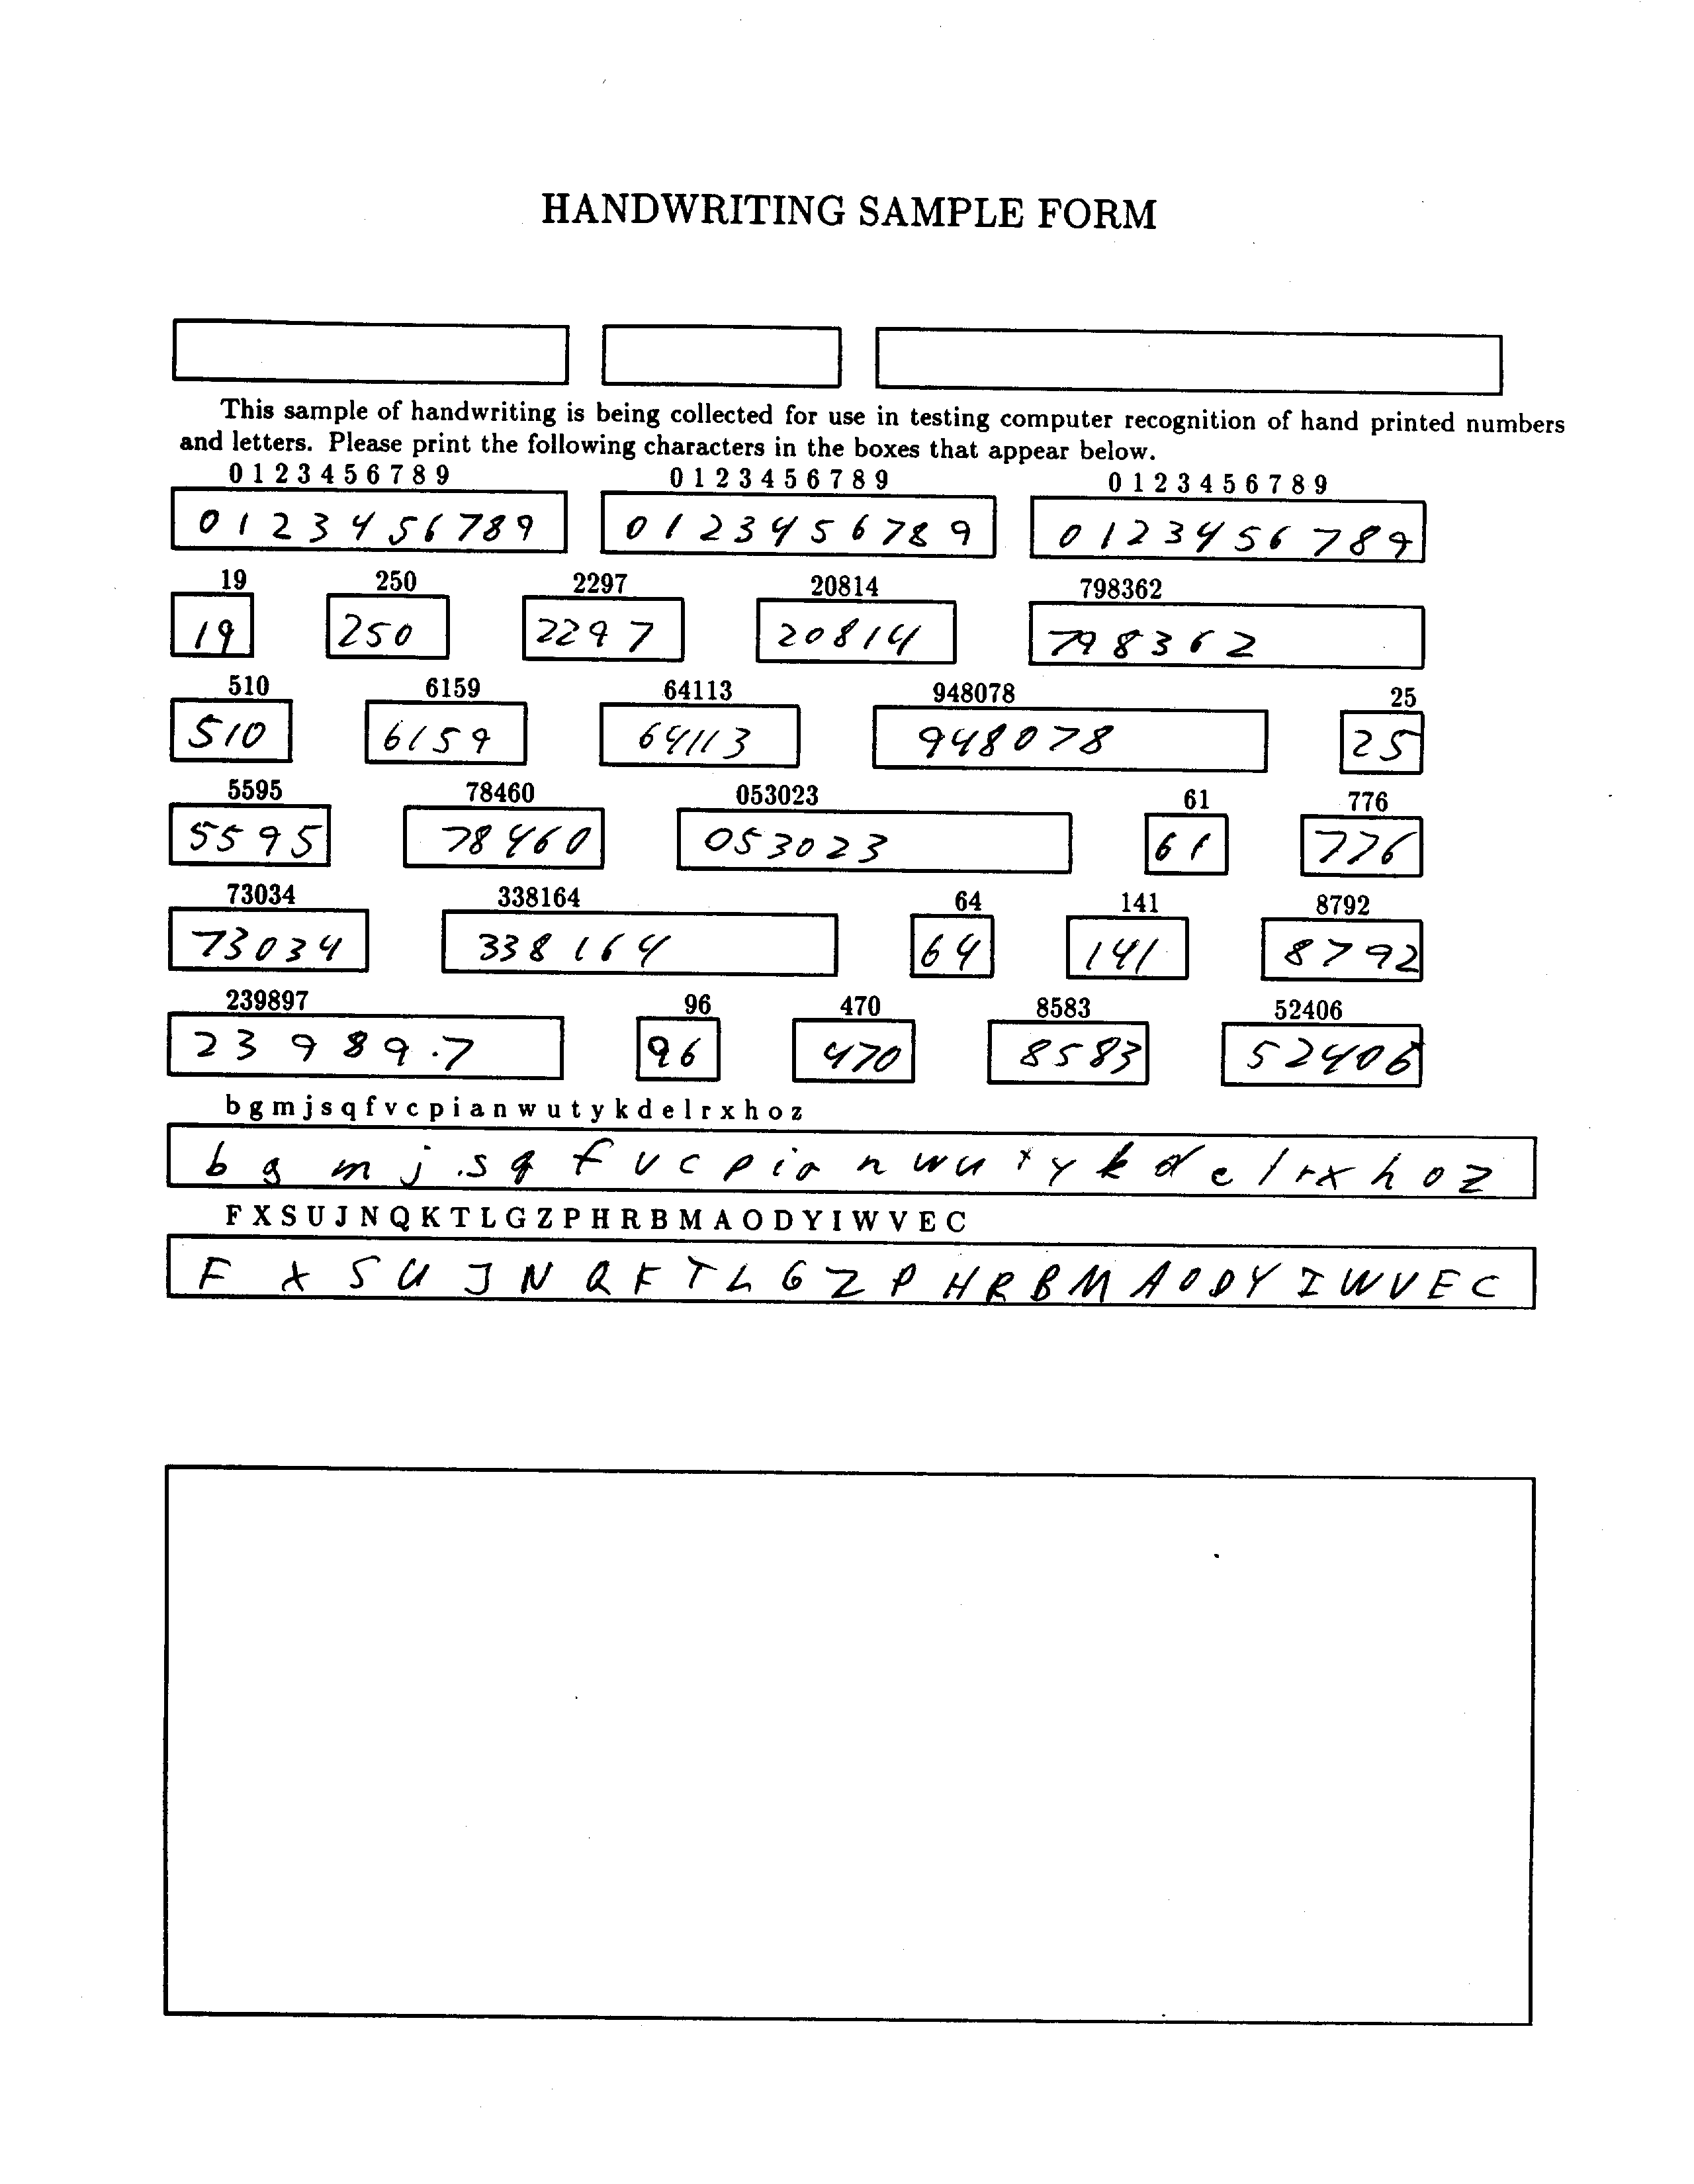 HANDWRITING SAMPLE FORM
This sample of handwriting is being collected for use in testing computer recognition of hand printed numbers
and letters. Please print the following characters in the boxes that appear below.
0 1 2 3 4 5 6 7 8 9 0 1 2 3 4 5 6 7 8 9 0 1 2 3 4 5 6 7 8 9
0 1 2 3 4 5 6 7 8 9 0 1 2 3 4 5 6 7 8 9 0 1 2 3 4 5 6 7 8 9
19 250 2297 20814 798362
19 250 2297 20814 798362
510 6159 64113 948078 25
510 6159 64113 948078 25
5595 78460 053023 61 776
5595 78460 053023 61 776
73034 338164 64 141 8792
73034 338164 64 141 8792
239897 96 470 8583 52406
23989.7 96 470 8583 52406
b g m j s q f v c p i a n w u t y k d e l r x h o z
b g m j .s q f v c p i a n w u t y k d e l r x h o z
F X S U J N Q K T L G Z P H R B M A O D Y I W V E C
F X S U J N Q K T L G Z P H R B M A O D Y I W V E C